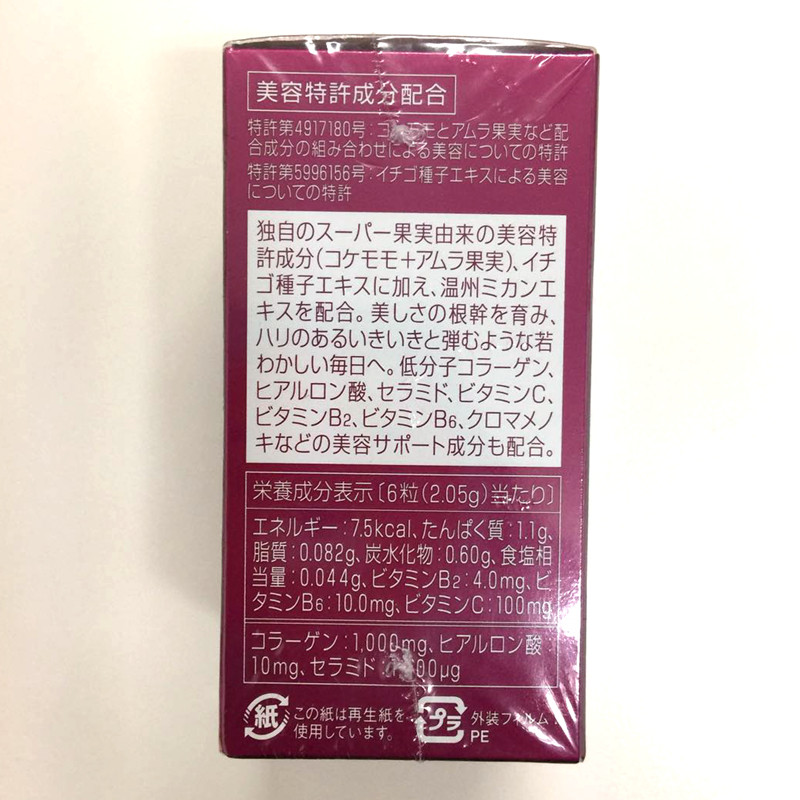 美容特許成分配合
特許第4917180号:コケモモとアムラ果実など配
合成分の組み合わせによる美容についての特許
特許第5996156号:イチゴ種子エキスによる美容
についての特許
独自のスーパー果実由来の美容特
許成分(コケモモ+アムラ果実)、イチ
ゴ種子エキスに加え、温州ミカンエ
キスを配合。美しさの根幹を育み、
ハリのあるいきいきと弾むような若
わかしい毎日へ。低分子コラーゲン、
ヒアルロン酸、セラミド、ビタミンC、
ビタミンB2、ビタミンB6、クロマメノ
キなどの美容サポート成分も配合。
栄養成分表示〔6粒(2.05g)当たり〕
エネルギー:7.5kcal、たんぱく質:1.1g、
脂質:0.082g、炭水化物:0.60g、食塩相
当量:0.044g、ビタミンB2:4.0mg、ビ
タミンB6:10.0mg、ビタミンC:100mg
コラーゲン:1,000mg、ヒアルロン酸:
10mg、セラミド:
紙 この紙は再生紙を
使用しています。
プラ 外装フィルム:
PE